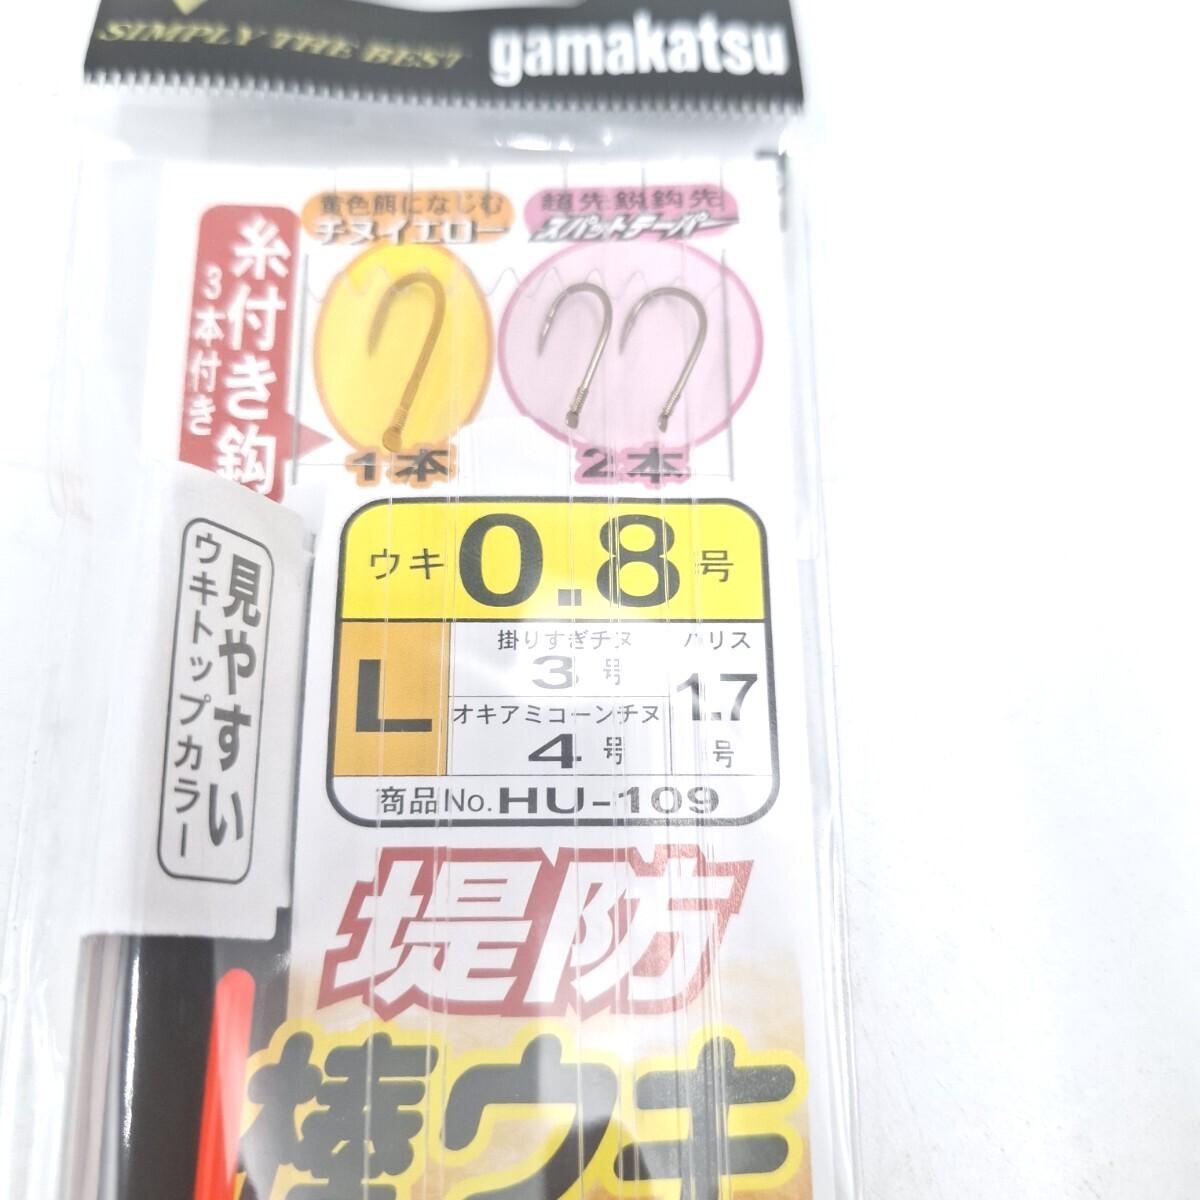 SIMPLY THE BEST
gamakatsu
糸付き鈎
3本付き
黄色餌になじむ
チヌイエロー
1本
超先鋭鈎先
スパットテーパー
2本
ウキ0.8号
L
掛りすぎチヌ
3号
オキアミコーンチヌ
4号
ハリス
1.7
号
商品No.HU-109
見やすい
ウキトップカラー
堤防
棒ウキ